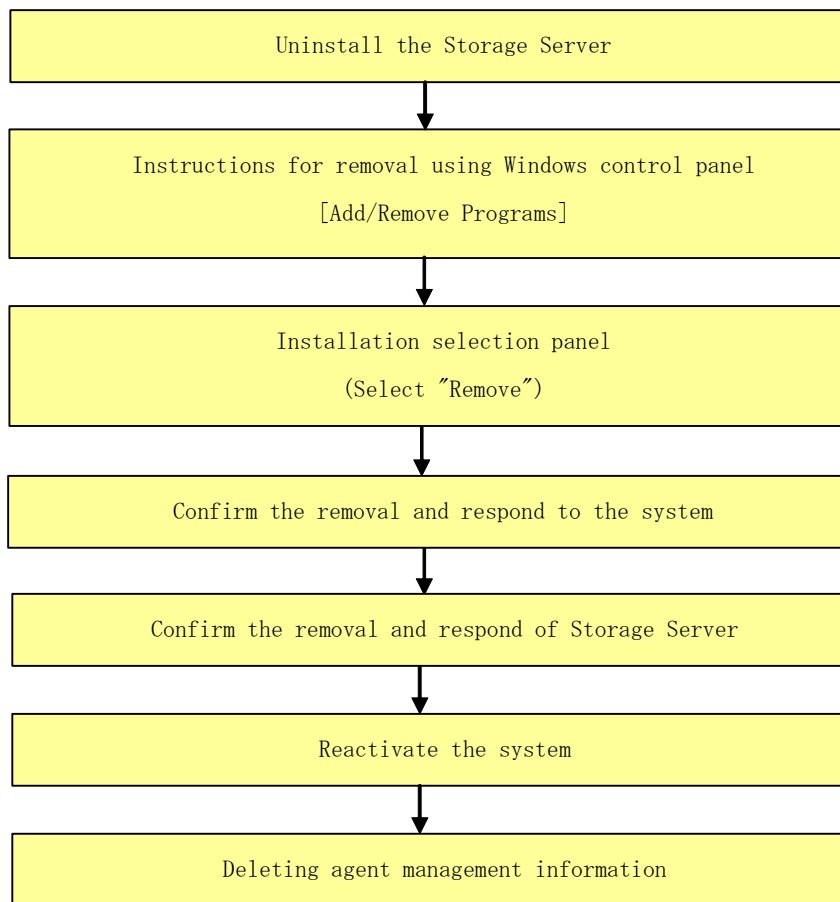 Uninstall the Storage Server
Instructions for removal using Windows control panel
[Add/Remove Programs]
Installation selection panel
(Select "Remove")
Confirm the removal and respond to the system
Confirm the removal and respond of Storage Server
Reactivate the system
Deleting agent management information